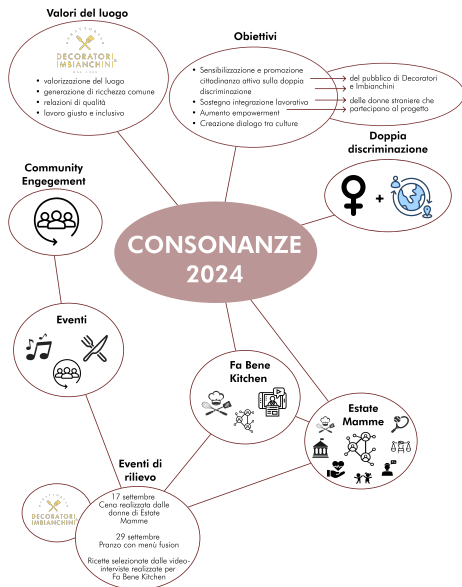 Valori del luogo
DECORATORI
IMBIANCHINI
• valorizzazione del luogo
• generazione di ricchezza comune
• relazioni di qualità
• lavoro giusto e inclusivo
Obiettivi
• Sensibilizzazione e promozione
cittadinanza attiva sulla doppia
discriminazione
• Sostegno integrazione lavorativa
• Aumento empowerment
• Creazione dialogo tra culture
del pubblico di Decoratori
e Imbianchini
delle donne straniere che
partecipano al progetto
Doppia
discriminazione
+
Community
Engegement
CONSONANZE
2024
Eventi
Fa Bene
Kitchen
Estate
Mamme
Eventi di
rilievo
DECORATORI
IMBIANCHINI
17 settembre
Cena realizzata dalle
donne di Estate
Mamme
29 settembre
Pranzo con menù fusion
Ricette selezionate dalle video-
interviste realizzate per
Fa Bene Kitchen